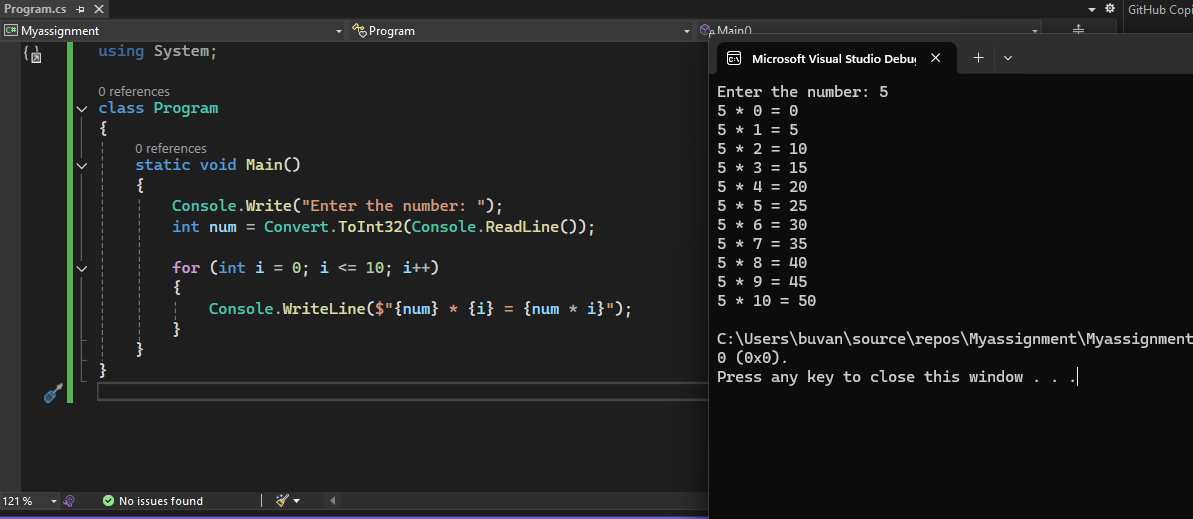 Program.cs
GitHub Copi
C# Myassignment
Program
Main()
using System;
0 references
class Program
{
0 references
static void Main()
{
Console.Write("Enter the number: ");
int num = Convert.ToInt32(Console.ReadLine());
for (int i = 0; i <= 10; i++)
{
Console.WriteLine($"{num} * {i} = {num * i}");
}
}
}
121 %
No issues found
Microsoft Visual Studio Debug
Enter the number: 5
5 * 0 = 0
5 * 1 = 5
5 * 2 = 10
5 * 3 = 15
5 * 4 = 20
5 * 5 = 25
5 * 6 = 30
5 * 7 = 35
5 * 8 = 40
5 * 9 = 45
5 * 10 = 50
C:\Users\buvan\source\repos\Myassignment\Myassignment
0 (0x0).
Press any key to close this window . . .